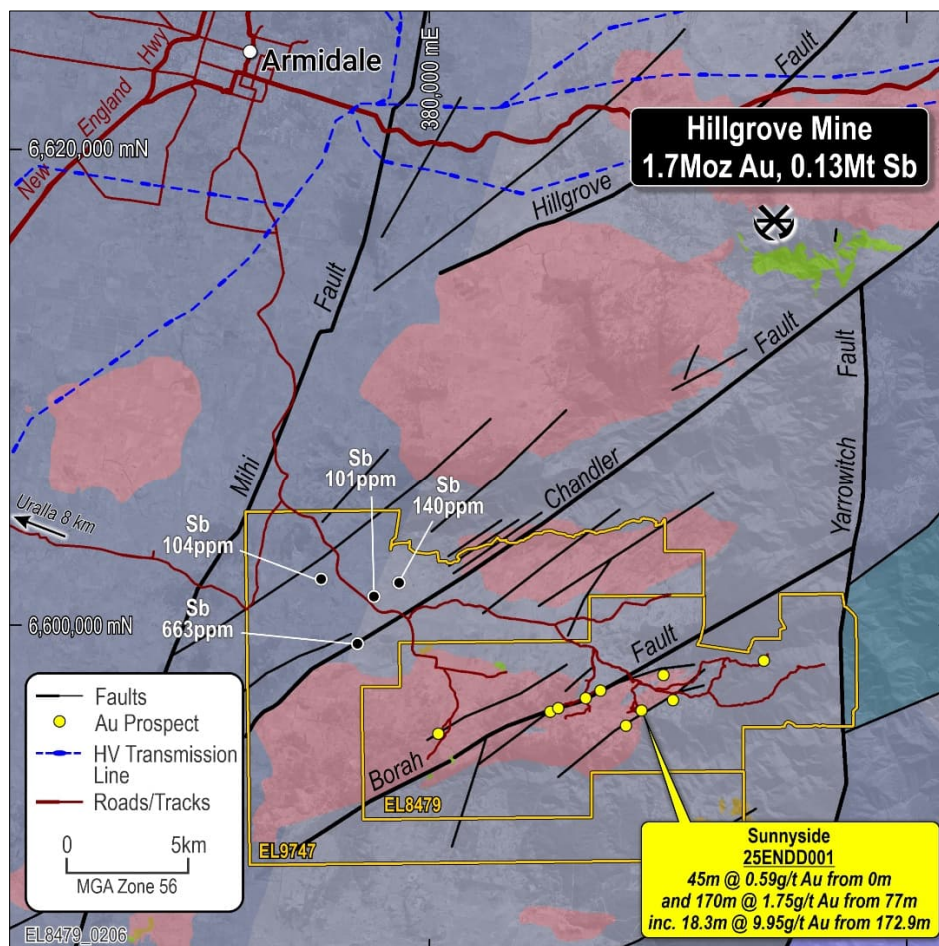 Armidale
New England Hwy
380,000 mE
Fault
6,620,000 mN
Hillgrove Mine
1.7Moz Au, 0.13Mt Sb
Hillgrove
Fault
Fault
Fault
Chandler
Yarrowitch
Mihi
Sb
101ppm
Sb
140ppm
Sb
104ppm
Uralla 8 km
Sb
663ppm
6,600,000 mN
Fault
Borah
EL8479
EL9747
Faults
Au Prospect
HV Transmission
Line
Roads/Tracks
0 5km
MGA Zone 56
Sunnyside
25ENDD001
45m @ 0.59g/t Au from 0m
and 170m @ 1.75g/t Au from 77m
inc. 18.3m @ 9.95g/t Au from 172.9m
EL8479_0206